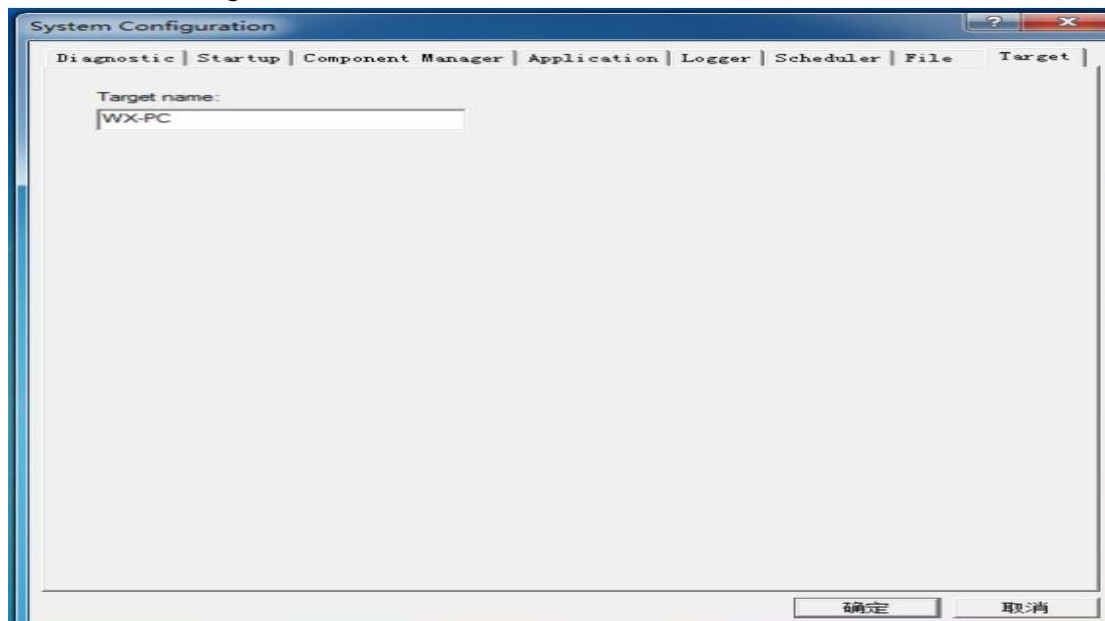 System Configuration
Diagnostic Startup Component Manager Application Logger Scheduler File Target
Target name:
WX-PC
确定 取消